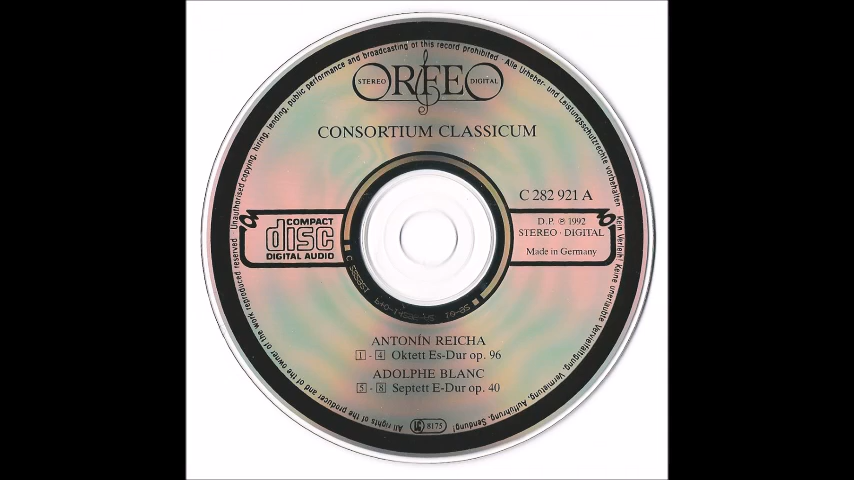 STEREO ORFEO DIGITAL
CONSORTIUM CLASSICUM
C 282 921 A
D.P. ℗ 1992
STEREO · DIGITAL
Made in Germany
COMPACT
disc
DIGITAL AUDIO
ANTONÍN REICHA
1 - 4 Oktett Es-Dur op. 96
ADOLPHE BLANC
5 - 8 Septett E-Dur op. 40
LC 8175
All rights of the producer and of the owner of the work reproduced reserved · Unauthorised copying, hiring, lending, public performance and broadcasting of this record prohibited · Alle Urheber- und Leistungsschutzrechte vorbehalten · Kein Verleih! Keine unerlaubte Vervielfältigung, Vermietung, Aufführung, Sendung!